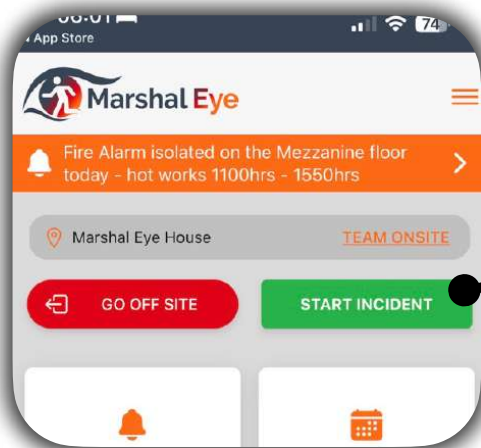 App Store
74
Marshal Eye
Fire Alarm isolated on the Mezzanine floor
today - hot works 1100hrs - 1550hrs
Marshal Eye House
TEAM ONSITE
GO OFF SITE
START INCIDENT